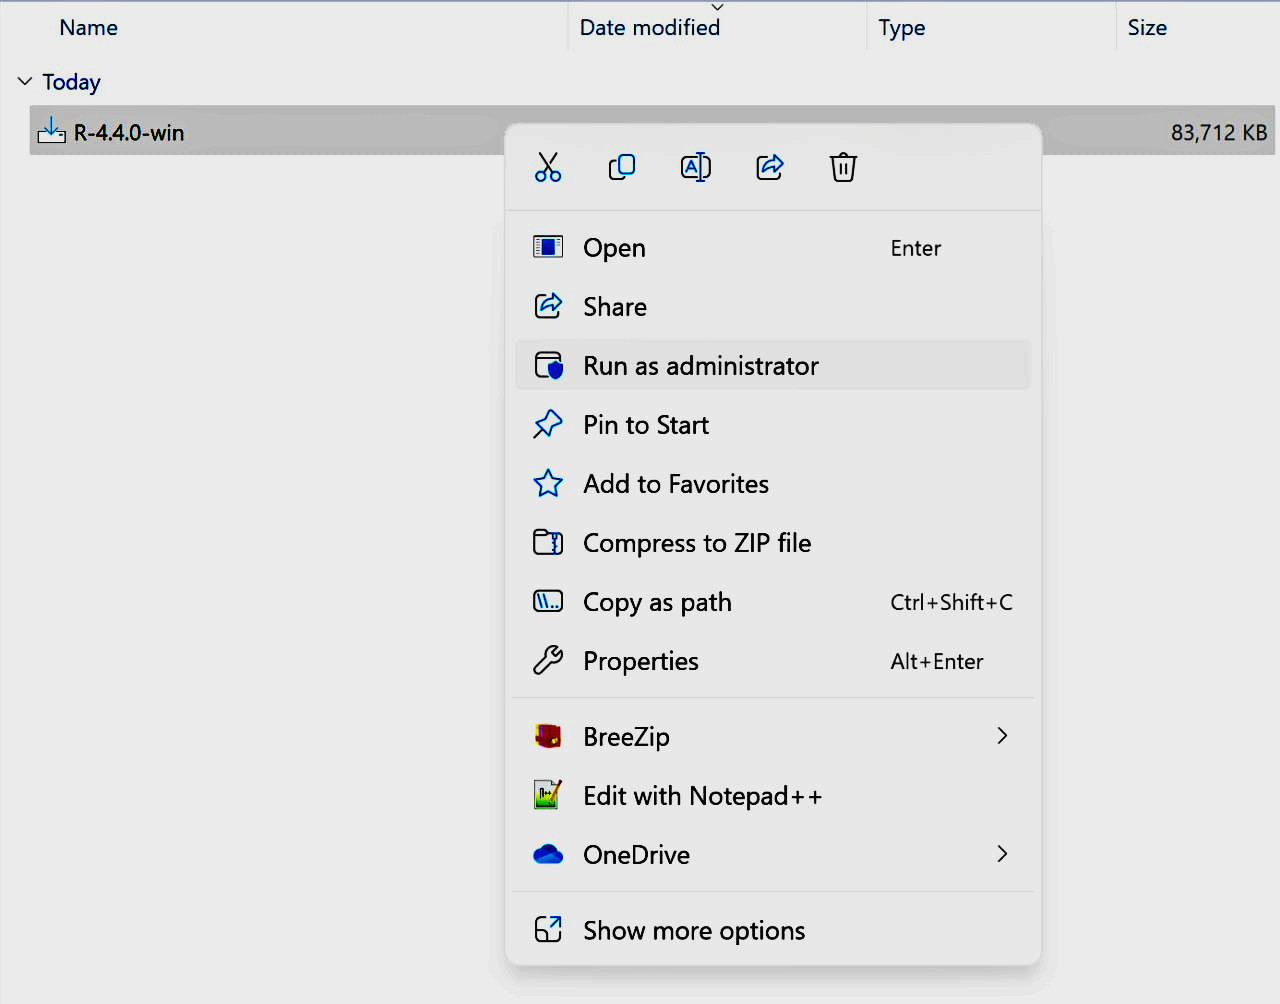 Name Date modified Type Size
Today
R-4.4.0-win 83,712 KB
Open Enter
Share
Run as administrator
Pin to Start
Add to Favorites
Compress to ZIP file
Copy as path Ctrl+Shift+C
Properties Alt+Enter
BreeZip
Edit with Notepad++
OneDrive
Show more options